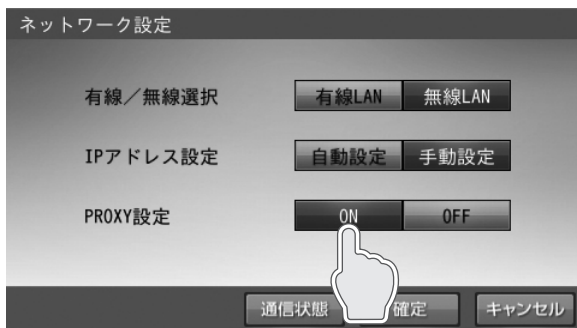 ネットワーク設定
有線／無線選択 有線LAN 無線LAN
IPアドレス設定 自動設定 手動設定
PROXY設定 ON OFF
通信状態 確定 キャンセル